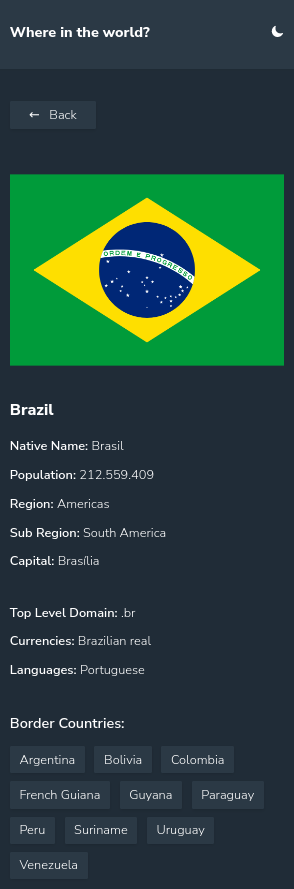 Where in the world?
← Back
ORDEM E PROGRESSO
Brazil
Native Name: Brasil
Population: 212.559.409
Region: Americas
Sub Region: South America
Capital: Brasília
Top Level Domain: .br
Currencies: Brazilian real
Languages: Portuguese
Border Countries:
Argentina Bolivia Colombia
French Guiana Guyana Paraguay
Peru Suriname Uruguay
Venezuela